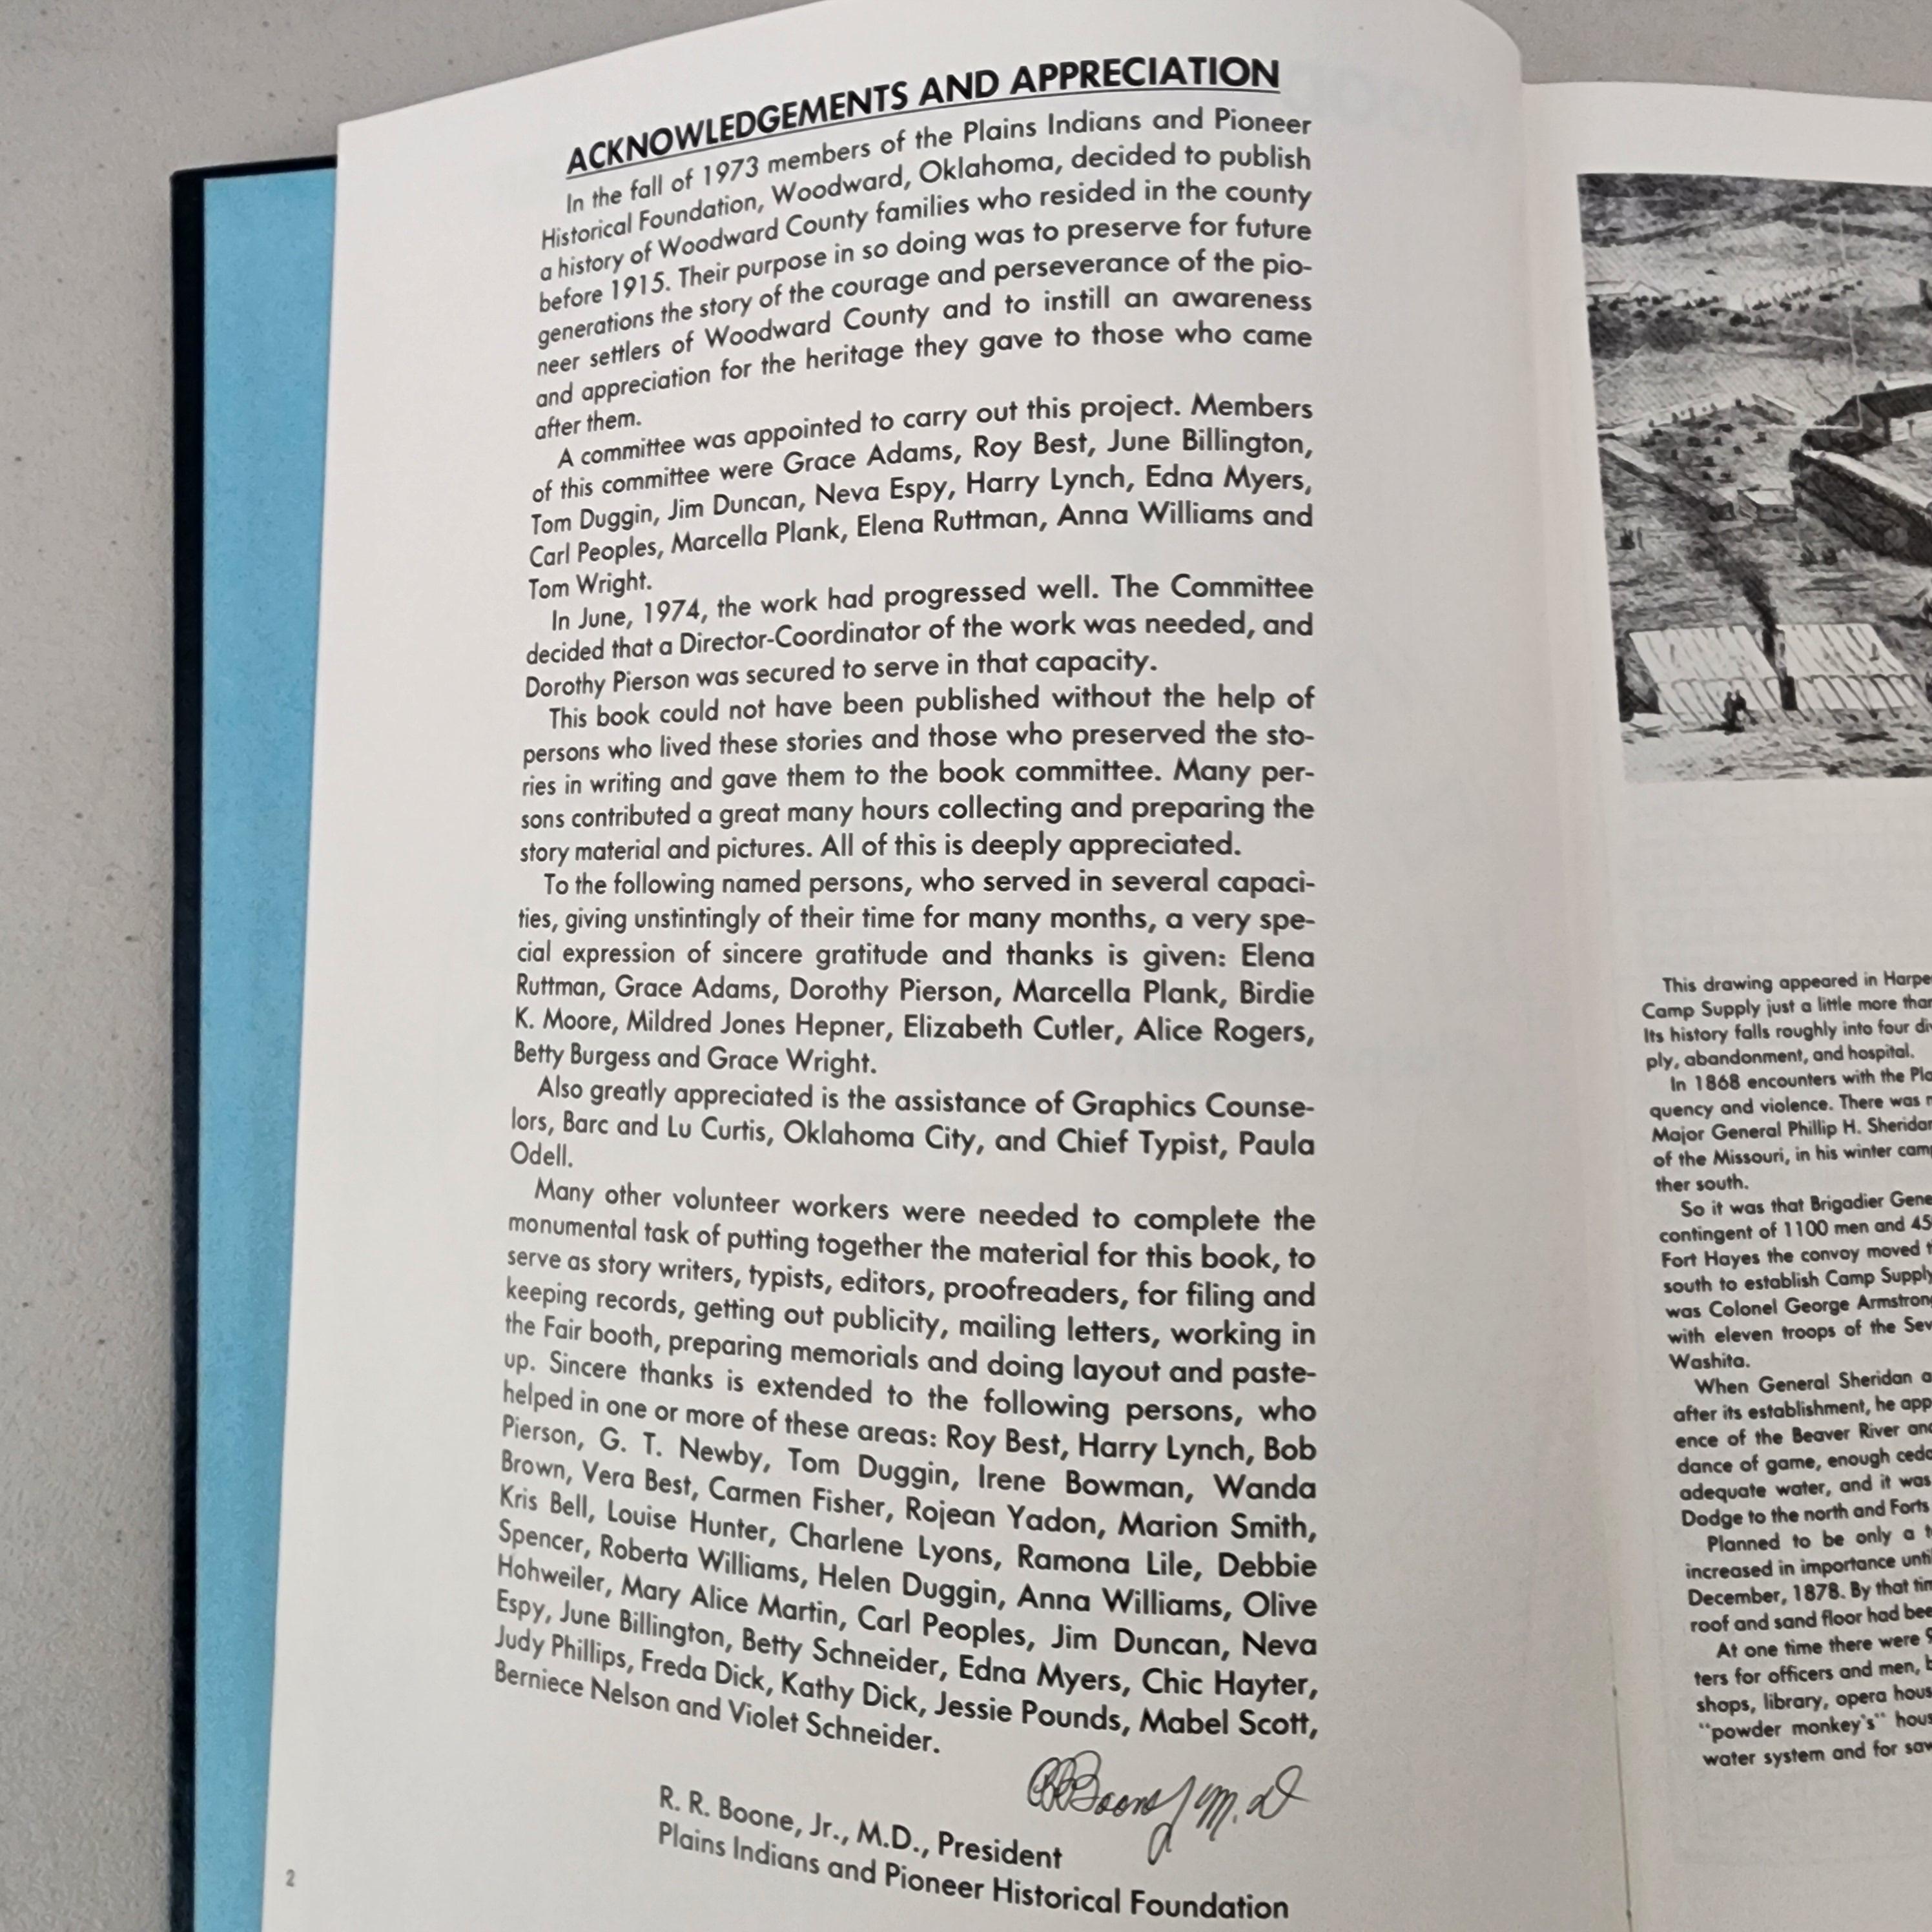 ACKNOWLEDGEMENTS AND APPRECIATION
In the fall of 1973 members of the Plains Indians and Pioneer
Historical Foundation, Woodward, Oklahoma, decided to publish
a history of Woodward County families who resided in the county
before 1915. Their purpose in so doing was to preserve for future
generations the story of the courage and perseverance of the pio-
neer settlers of Woodward County and to instill an awareness
and appreciation for the heritage they gave to those who came
after them.
A committee was appointed to carry out this project. Members
of this committee were Grace Adams, Roy Best, June Billington,
Tom Duggin, Jim Duncan, Neva Espy, Harry Lynch, Edna Myers,
Carl Peoples, Marcella Plank, Elena Ruttman, Anna Williams and
Tom Wright.
In June, 1974, the work had progressed well. The Committee
decided that a Director-Coordinator of the work was needed, and
Dorothy Pierson was secured to serve in that capacity.
This book could not have been published without the help of
persons who lived these stories and those who preserved the sto-
ries in writing and gave them to the book committee. Many per-
sons contributed a great many hours collecting and preparing the
story material and pictures. All of this is deeply appreciated.
To the following named persons, who served in several capaci-
ties, giving unstintingly of their time for many months, a very spe-
cial expression of sincere gratitude and thanks is given: Elena
Ruttman, Grace Adams, Dorothy Pierson, Marcella Plank, Birdie
K. Moore, Mildred Jones Hepner, Elizabeth Cutler, Alice Rogers,
Betty Burgess and Grace Wright.
Also greatly appreciated is the assistance of Graphics Counse-
lors, Barc and Lu Curtis, Oklahoma City, and Chief Typist, Paula
Odell.
Many other volunteer workers were needed to complete the
monumental task of putting together the material for this book, to
serve as story writers, typists, editors, proofreaders, for filing and
keeping records, getting out publicity, mailing letters, working in
the Fair booth, preparing memorials and doing layout and paste-
up. Sincere thanks is extended to the following persons, who
helped in one or more of these areas: Roy Best, Harry Lynch, Bob
Pierson, G. T. Newby, Tom Duggin, Irene Bowman, Wanda
Brown, Vera Best, Carmen Fisher, Rojean Yadon, Marion Smith,
Kris Bell, Louise Hunter, Charlene Lyons, Ramona Lile, Debbie
Spencer, Roberta Williams, Helen Duggin, Anna Williams, Olive
Hohweiler, Mary Alice Martin, Carl Peoples, Jim Duncan, Neva
Espy, June Billington, Betty Schneider, Edna Myers, Chic Hayter,
Judy Phillips, Freda Dick, Kathy Dick, Jessie Pounds, Mabel Scott,
Berniece Nelson and Violet Schneider.
RRBoone Jr M.D
R. R. Boone, Jr., M.D., President
Plains Indians and Pioneer Historical Foundation
2
This drawing appeared in
Camp Supply just a little more
Its history falls roughly into four
ply, abandonment, and hospital.
In 1868 encounters with the
quency and violence. There was
Major General Phillip H.
of the Missouri, in his winter
ther south.
So it was that Brigadier
contingent of 1100 men and
Fort Hayes the convoy moved
south to establish Camp Supply
was Colonel George
with eleven troops of the
Washita.
When General Sheridan
after its establishment, he
ence of the Beaver River
dance of game, enough
adequate water, and it was
Dodge to the north and Forts
Planned to be only a
increased in importance
December, 1878. By that
roof and sand floor had
At one time there were
ters for officers and men,
shops, library, opera
"powder monkey's"
water system and for